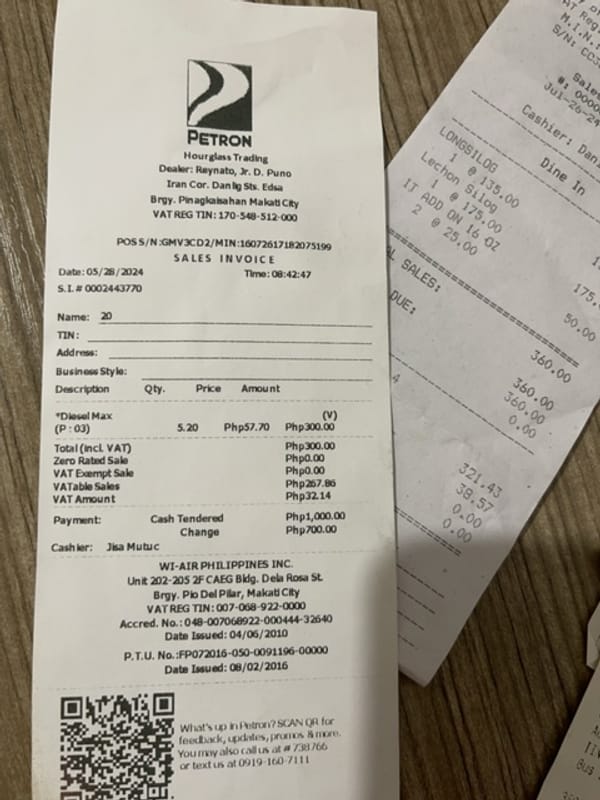 PETRON
Hourglass Trading
Dealer: Reynato, Jr. D. Puno
Iran Cor. Danlig Sts. Edsa
Brgy. Pinagkaisahan Makati City
VAT REG TIN: 170-548-512-000
POS S/N:GMV3CD2/MIN:16072617182075199
SALES INVOICE
Date: 05/28/2024 Time: 08:42:47
S.I.# 0002443770
Name: 20
TIN:
Address:
Business Style:
Description Qty. Price Amount
*Diesel Max (V)
(P : 03) 5.20 Php57.70 Php300.00
Total (incl. VAT) Php300.00
Zero Rated Sale Php0.00
VAT Exempt Sale Php0.00
VATable Sales Php267.86
VAT Amount Php32.14
Payment: Cash Tendered Php1,000.00
Change Php700.00
Cashier: Jisa Mutuc
WI-AIR PHILIPPINES INC.
Unit 202-205 2F CAEG Bldg. Dela Rosa St.
Brgy. Pio Del Pilar, Makati City
VAT REG TIN: 007-068-922-0000
Accred. No.: 048-007068922-000444-32640
Date Issued: 04/06/2010
P.T.U. No.:FP072016-050-0091196-00000
Date Issued: 08/02/2016
What's up in Petron? SCAN QR for
feedback, updates, promos & more.
You may also call us at # 738766
or text us at 0919-160-7111
M.I.N.:
S/N:
Sales
#: 0000
Jul-26-24
Cashier: Dani
Dine In
LONGSILOG
1 @ 135.00
Lechon Silog
1 @ 175.00 175.
IT ADD ON 16 OZ
2 @ 25.00 50.00
AL SALES: 360.00
DUE: 360.00
360.00
0.00
321.43
38.57
0.00
0.00
Bus